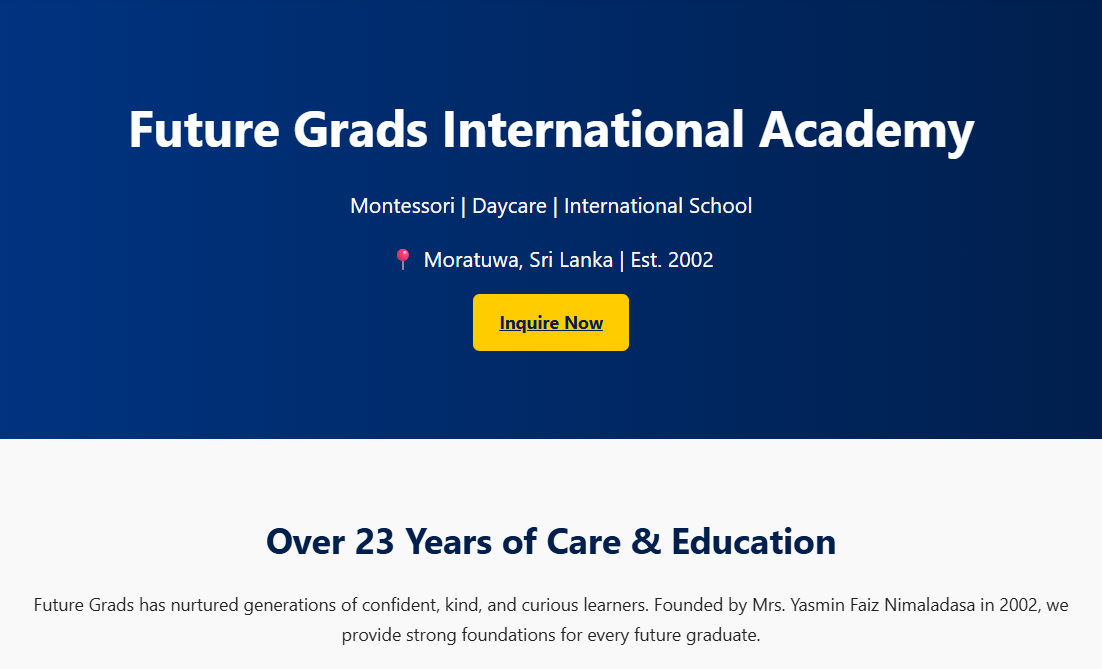 Future Grads International Academy
Montessori | Daycare | International School
📍 Moratuwa, Sri Lanka | Est. 2002
Inquire Now
Over 23 Years of Care & Education
Future Grads has nurtured generations of confident, kind, and curious learners. Founded by Mrs. Yasmin Faiz Nimaladasa in 2002, we
provide strong foundations for every future graduate.